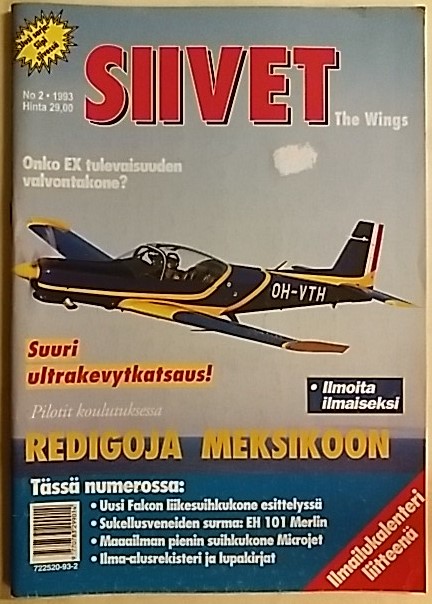 No 2 • 1993
Hinta 29,00
SIIVET
The Wings
Onko EX tulevaisuuden
valvontakone?
OH-VTH
Suuri
ultrakevytkatsaus!
• Ilmoita
ilmaiseksi
Pilotit koulutuksessa
REDIGOJA MEKSIKOON
Tässä numerossa:
• Uusi Falcon liikesuihkukone esittelyssä
• Sukellusveneiden surma: EH 101 Merlin
• Maaailman pienin suihkukone Microjet
• Ilma-alusrekisteri ja lupakirjat
Ilmailukalenteri
liitteenä
722520-93-2